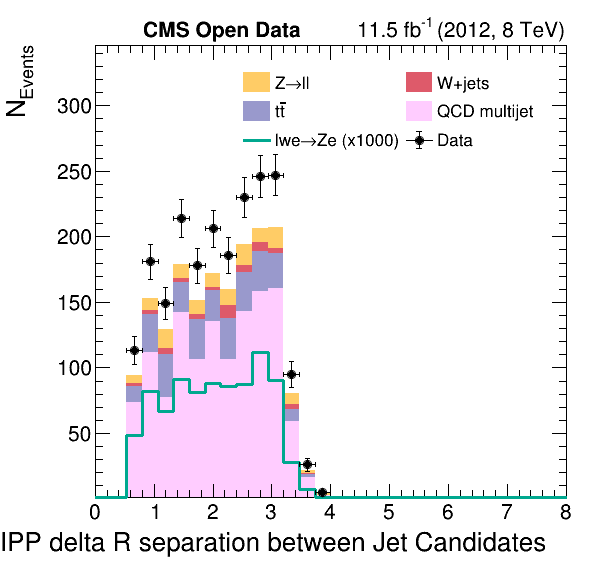 CMS Open Data 11.5 fb-1 (2012, 8 TeV)
NEvents
Z→ll W+jets
tt̄ QCD multijet
lwe→Ze (x1000) Data
300
250
200
150
100
50
0 1 2 3 4 5 6 7 8
IPP delta R separation between Jet Candidates